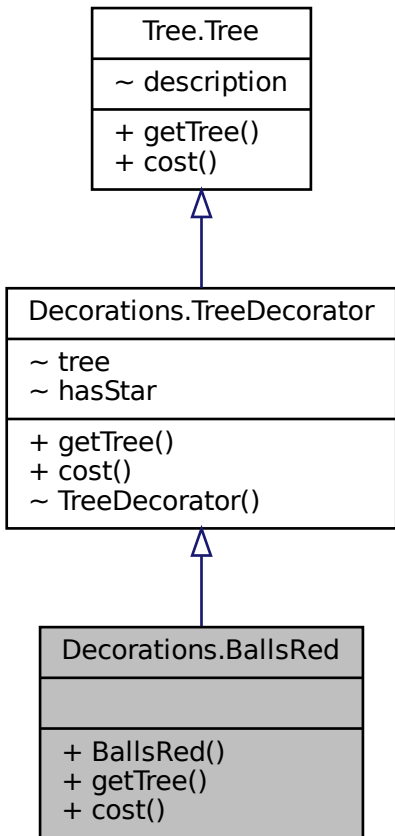 Tree.Tree
~ description
+ getTree()
+ cost()
Decorations.TreeDecorator
~ tree
~ hasStar
+ getTree()
+ cost()
~ TreeDecorator()
Decorations.BallsRed
+ BallsRed()
+ getTree()
+ cost()